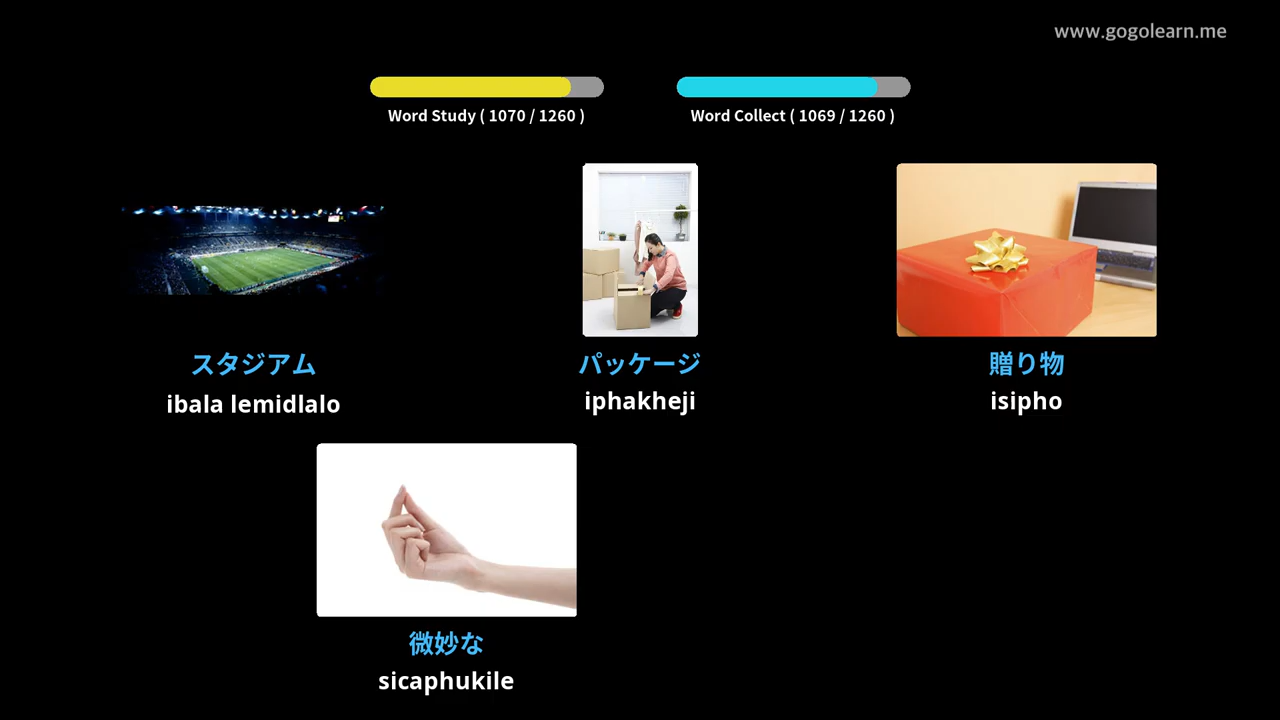 www.gogolearn.me
Word Study ( 1070 / 1260 )
Word Collect ( 1069 / 1260 )
スタジアム
ibala lemidlalo
パッケージ
iphakheji
贈り物
isipho
微妙な
sicaphukile